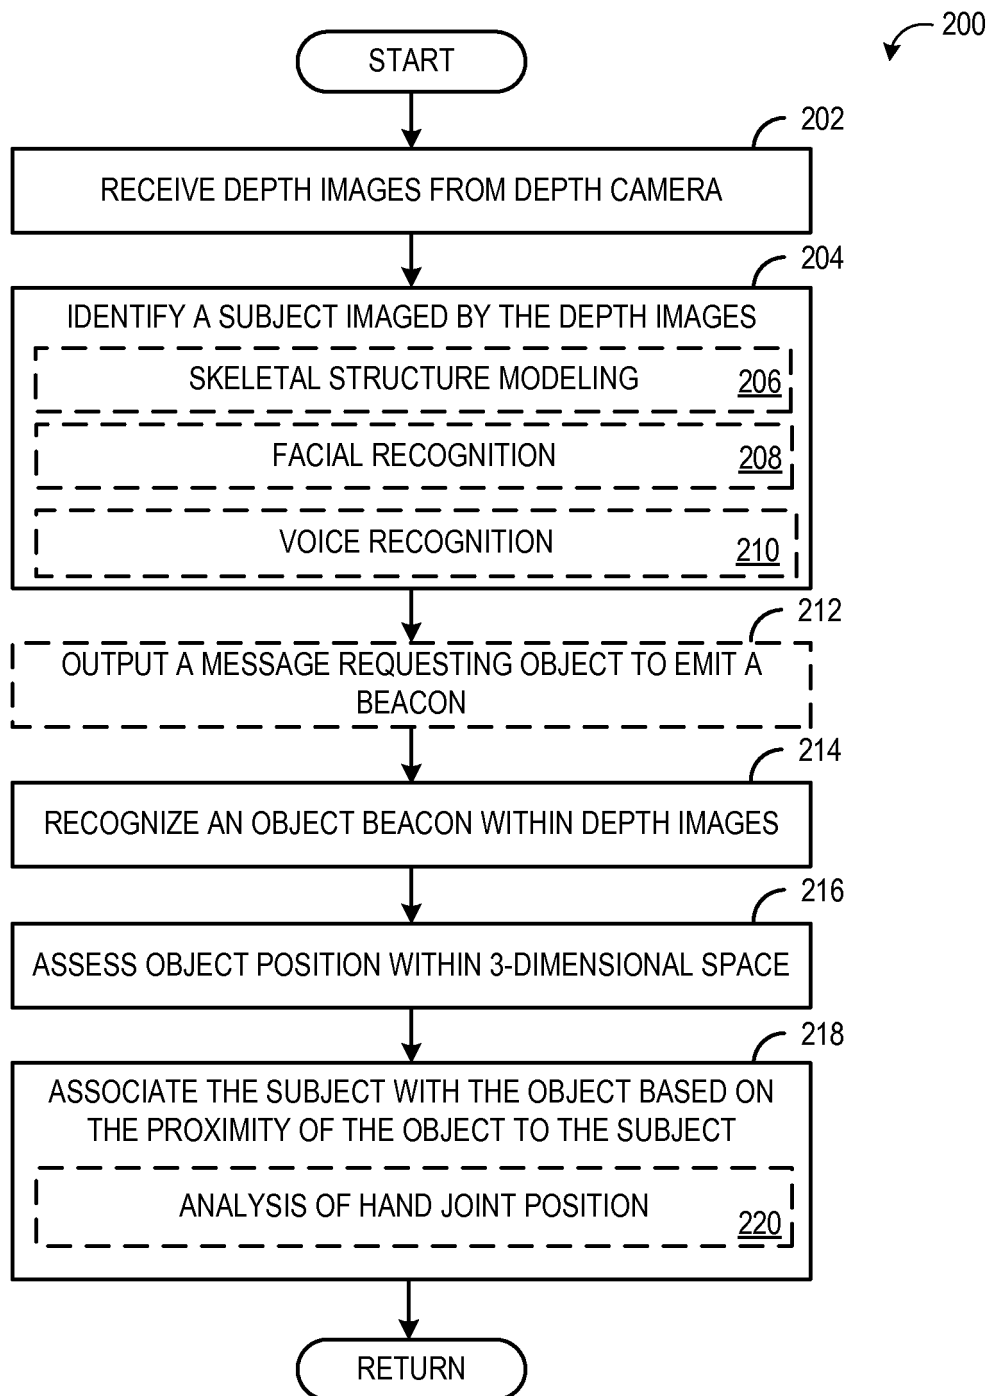 200
START
202
RECEIVE DEPTH IMAGES FROM DEPTH CAMERA
204
IDENTIFY A SUBJECT IMAGED BY THE DEPTH IMAGES
SKELETAL STRUCTURE MODELING
206
FACIAL RECOGNITION
208
VOICE RECOGNITION
210
212
OUTPUT A MESSAGE REQUESTING OBJECT TO EMIT A
BEACON
214
RECOGNIZE AN OBJECT BEACON WITHIN DEPTH IMAGES
216
ASSESS OBJECT POSITION WITHIN 3-DIMENSIONAL SPACE
218
ASSOCIATE THE SUBJECT WITH THE OBJECT BASED ON
THE PROXIMITY OF THE OBJECT TO THE SUBJECT
ANALYSIS OF HAND JOINT POSITION
220
RETURN